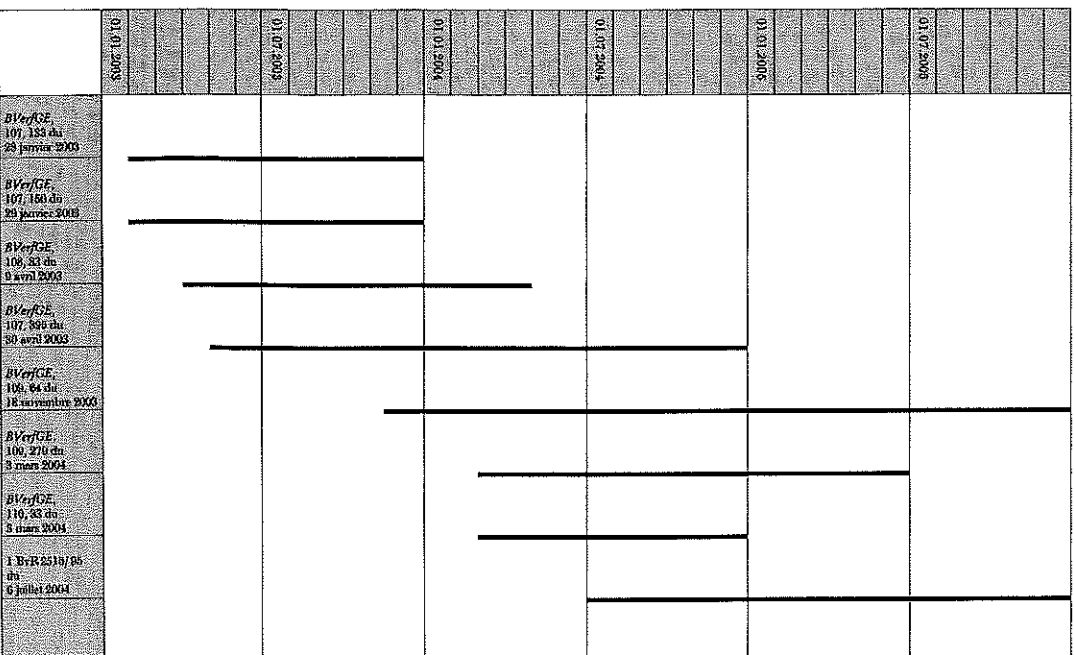 01.01.2003
01.07.2003
01.01.2004
01.07.2004
01.01.2005
01.07.2005
BVerfGE,
107, 133 du
28 janvier 2003
BVerfGE,
107, 150 du
29 janvier 2003
BVerfGE,
108, 33 du
9 avril 2003
BVerfGE,
107, 395 du
30 avril 2003
BVerfGE,
109, 64 du
18 novembre 2003
BVerfGE,
109, 279 du
3 mars 2004
BVerfGE,
110, 33 du
3 mars 2004
1 BvR 2515/95
du
6 juillet 2004